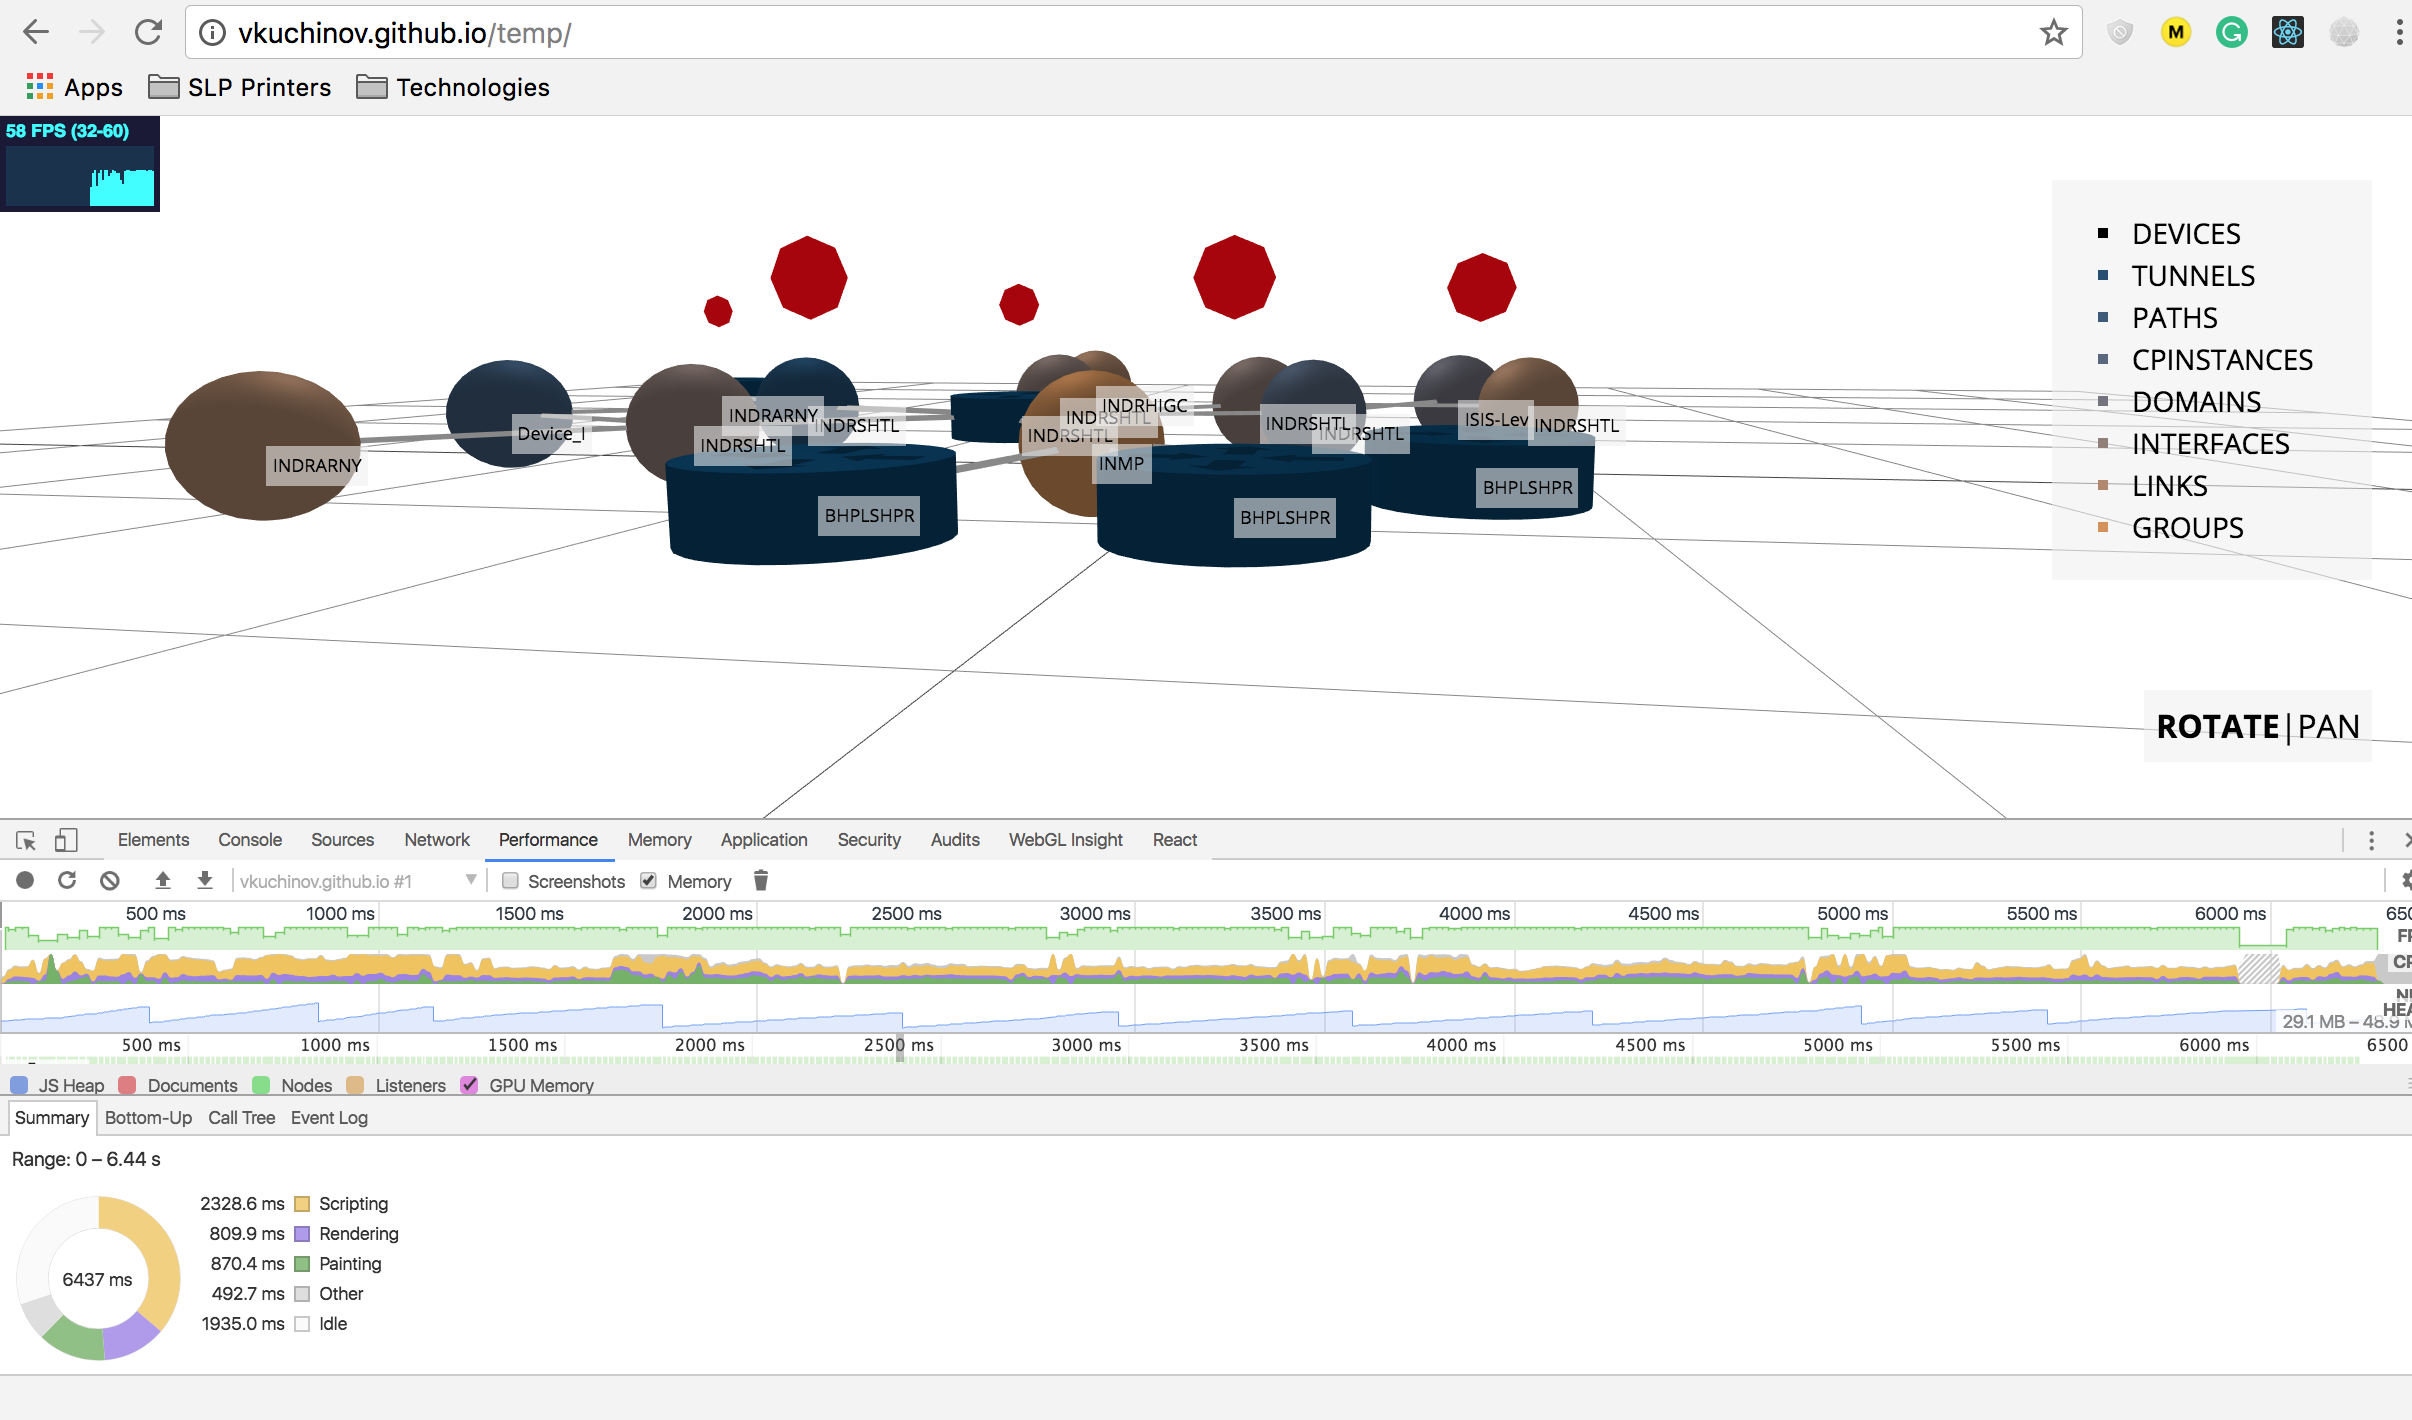 vkuchinov.github.io/temp/
M
G
Apps SLP Printers Technologies
58 FPS (32-60)
DEVICES
TUNNELS
PATHS
CPINSTANCES
DOMAINS
INTERFACES
LINKS
GROUPS
INDRARNY
Device_I
INDRARNY
INDRSHTL
INDRSHTL
INDRHIGC
INDRSHTL
INDRSHTL
INMP
INDRSHTL
INDRSHTL
ISIS-Lev
INDRSHTL
BHPLSHPR
BHPLSHPR
BHPLSHPR
ROTATE|PAN
Elements Console Sources Network Performance Memory Application Security Audits WebGL Insight React
vkuchinov.github.io #1 Screenshots Memory
500 ms 1000 ms 1500 ms 2000 ms 2500 ms 3000 ms 3500 ms 4000 ms 4500 ms 5000 ms 5500 ms 6000 ms
HEA
29.1 MB – 48.9 M
500 ms 1000 ms 1500 ms 2000 ms 2500 ms 3000 ms 3500 ms 4000 ms 4500 ms 5000 ms 5500 ms 6000 ms 6500
JS Heap Documents Nodes Listeners GPU Memory
Summary Bottom-Up Call Tree Event Log
Range: 0 – 6.44 s
6437 ms
2328.6 ms Scripting
809.9 ms Rendering
870.4 ms Painting
492.7 ms Other
1935.0 ms Idle